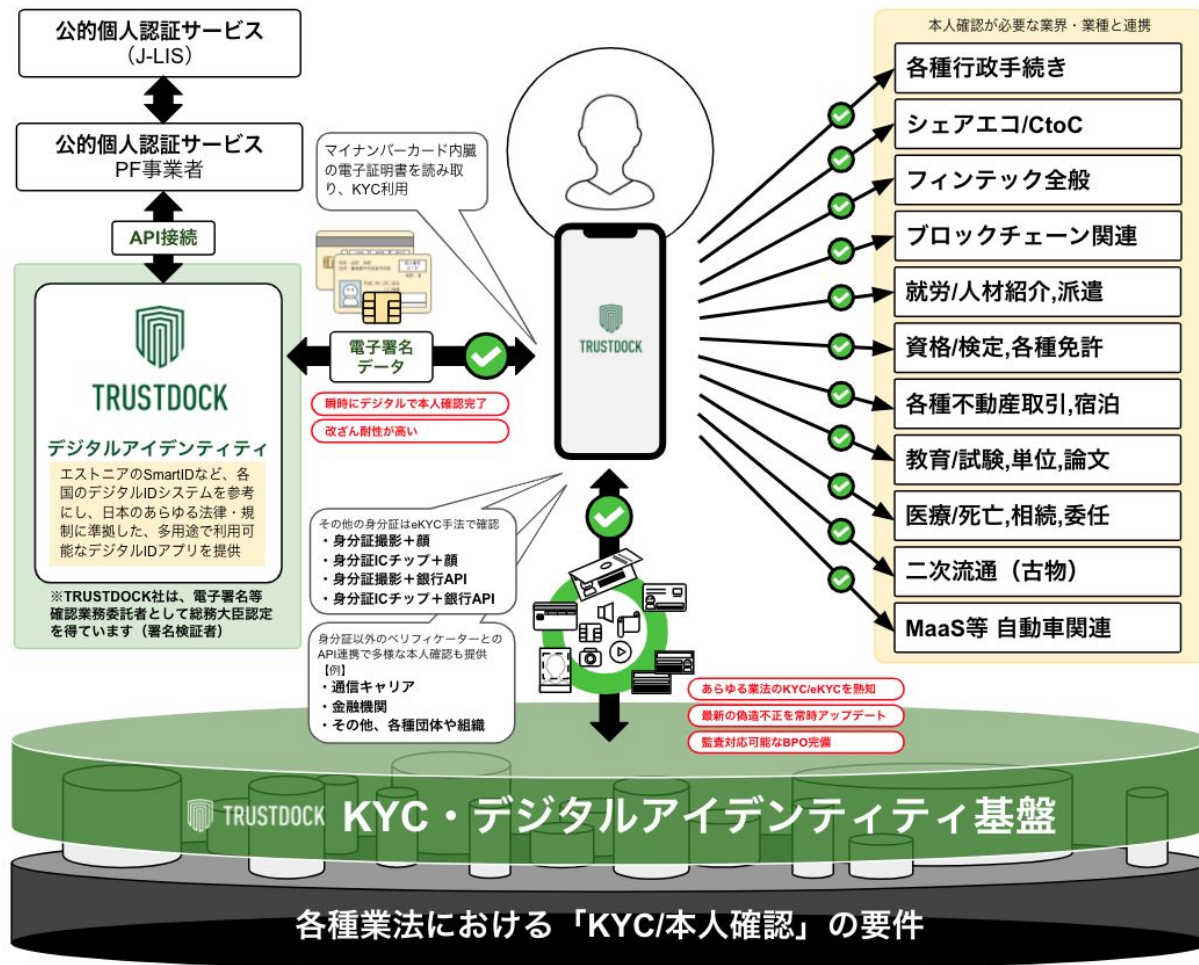 公的個人認証サービス
（J-LIS）
公的個人認証サービス
PF事業者
API接続
TRUSTDOCK
デジタルアイデンティティ
エストニアのSmartIDなど、各
国のデジタルIDシステムを参考
にし、日本のあらゆる法律・規
制に準拠した、多用途で利用可
能なデジタルIDアプリを提供
※TRUSTDOCK社は、電子署名等
確認業務委託者として総務大臣認定
を得ています（署名検証者）
マイナンバーカード内臓
の電子証明書を読み取
り、KYC利用
電子署名
データ
瞬時にデジタルで本人確認完了
改ざん耐性が高い
TRUSTDOCK
その他の身分証はeKYC手法で確認
・身分証撮影＋顔
・身分証ICチップ＋顔
・身分証撮影＋銀行API
・身分証ICチップ＋銀行API
身分証以外のベリフィケーターとの
API連携で多様な本人確認も提供
【例】
・通信キャリア
・金融機関
・その他、各種団体や組織
本人確認が必要な業界・業種と連携
各種行政手続き
シェアエコ/CtoC
フィンテック全般
ブロックチェーン関連
就労/人材紹介,派遣
資格/検定,各種免許
各種不動産取引,宿泊
教育/試験,単位,論文
医療/死亡,相続,委任
二次流通（古物）
MaaS等 自動車関連
あらゆる業法のKYC/eKYCを熟知
最新の偽造不正を常時アップデート
監査対応可能なBPO完備
TRUSTDOCK KYC・デジタルアイデンティティ基盤
各種業法における「KYC/本人確認」の要件